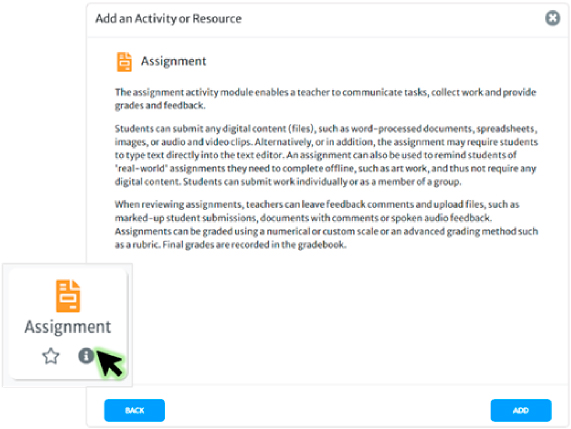 Add an Activity or Resource
Assignment
The assignment activity module enables a teacher to communicate tasks, collect work and provide
grades and feedback.
Students can submit any digital content (files), such as word-processed documents, spreadsheets,
images, or audio and video clips. Alternatively, or in addition, the assignment may require students
to type text directly into the text editor. An assignment can also be used to remind students of
'real-world' assignments they need to complete offline, such as art work, and thus not require any
digital content. Students can submit work individually or as a member of a group.
When reviewing assignments, teachers can leave feedback comments and upload files, such as
marked-up student submissions, documents with comments or spoken audio feedback.
Assignments can be graded using a numerical or custom scale or an advanced grading method such
as a rubric. Final grades are recorded in the gradebook.
Assignment
BACK
ADD